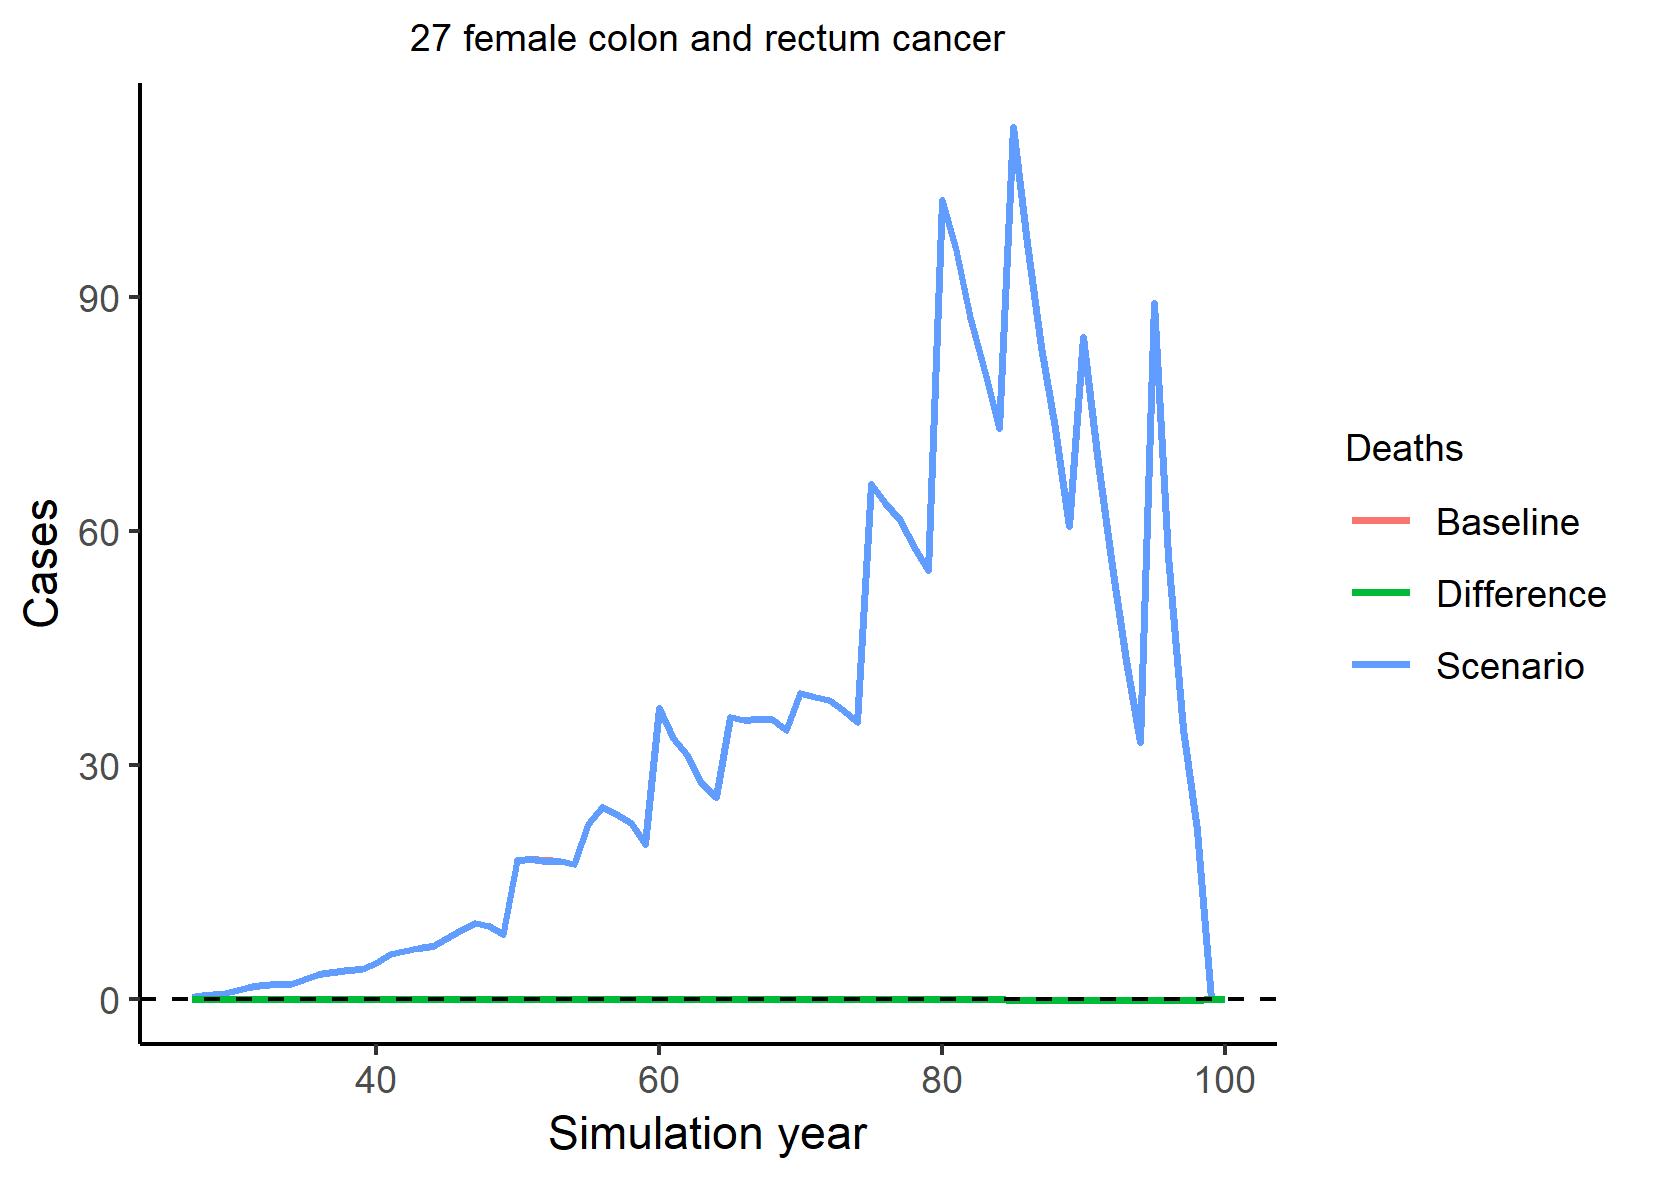 27 female colon and rectum cancer
Cases
90
60
30
0
40 60 80 100
Simulation year
Deaths
Baseline
Difference
Scenario